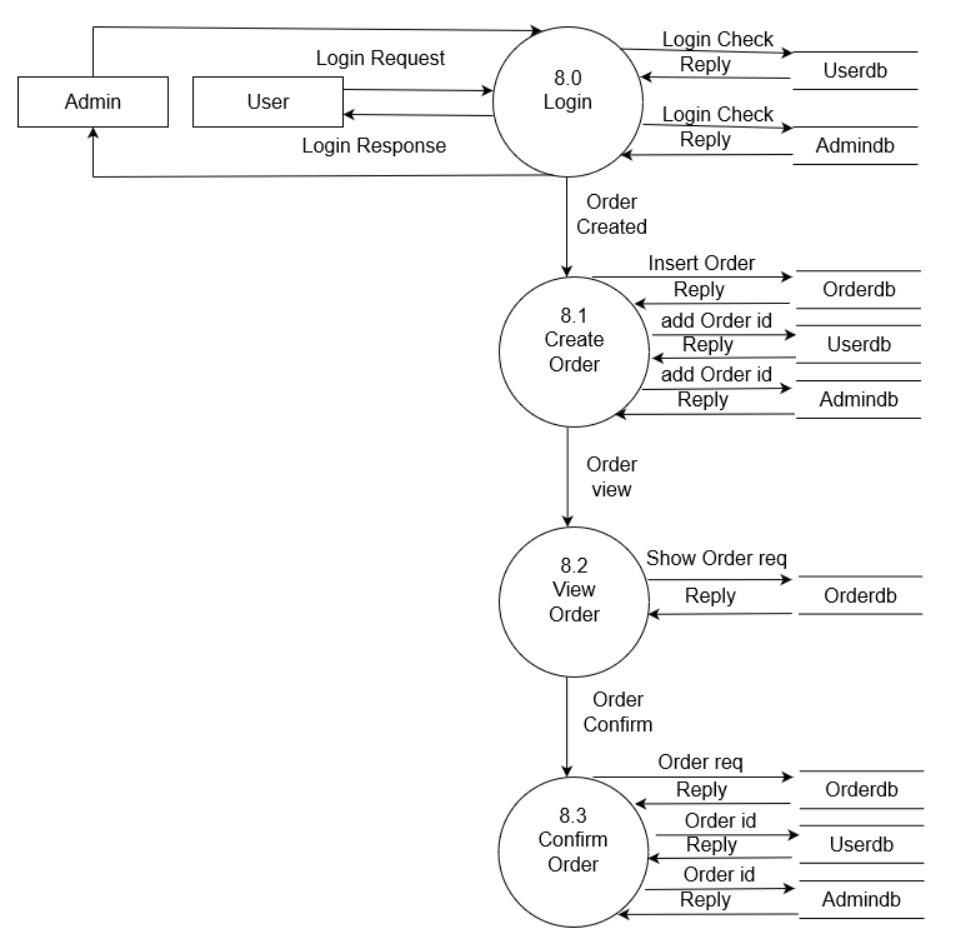 Admin
User
Login Request
Login Response
8.0
Login
Login Check
Reply
Userdb
Login Check
Reply
Admindb
Order
Created
8.1
Create
Order
Insert Order
Reply
Orderdb
add Order id
Reply
Userdb
add Order id
Reply
Admindb
Order
view
8.2
View
Order
Show Order req
Reply
Orderdb
Order
Confirm
8.3
Confirm
Order
Order req
Reply
Orderdb
Order id
Reply
Userdb
Order id
Reply
Admindb